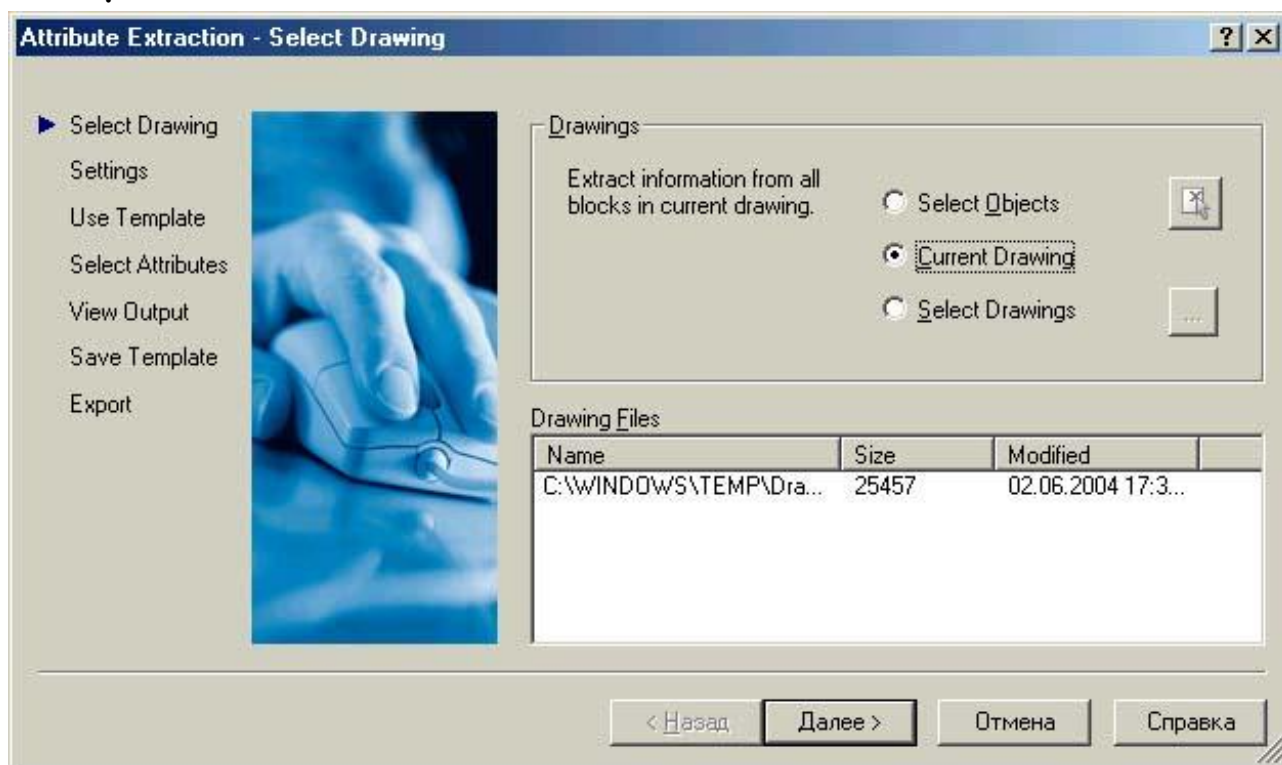 Attribute Extraction - Select Drawing
Select Drawing
Settings
Use Template
Select Attributes
View Output
Save Template
Export
Drawings
Extract information from all
blocks in current drawing.
Select Objects
Current Drawing
Select Drawings
...
Drawing Files
Name Size Modified
C:\WINDOWS\TEMP\Dra... 25457 02.06.2004 17:3...
< Назад Далее > Отмена Справка